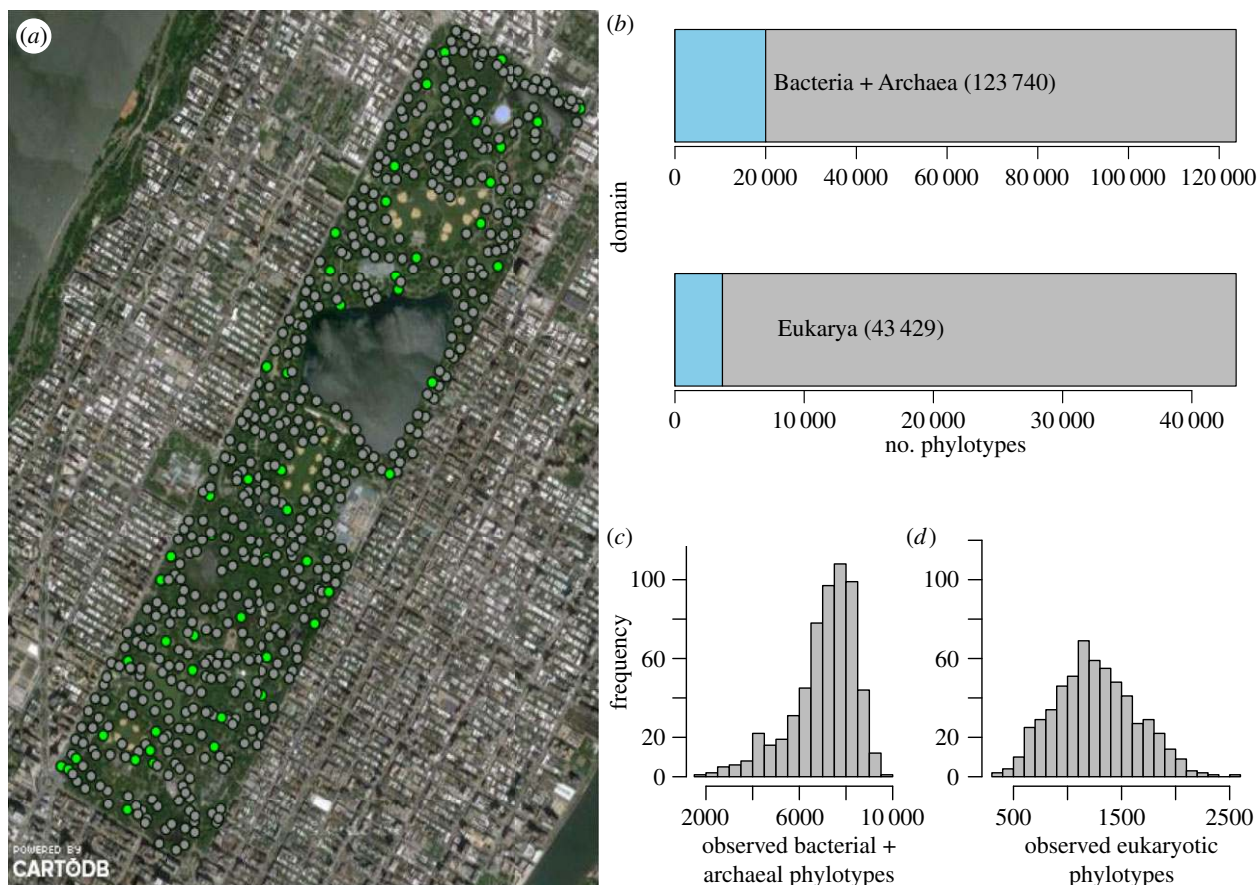 (a)
POWERED BY
CARTODB
(b)
domain
Bacteria + Archaea (123 740)
0 20 000 40 000 60 000 80 000 100 000 120 000
Eukarya (43 429)
0 10 000 20 000 30 000 40 000
no. phylotypes
(c)
frequency
100
60
20
0
2000 6000 10 000
observed bacterial +
archaeal phylotypes
(d)
100
60
20
0
500 1500 2500
observed eukaryotic
phylotypes